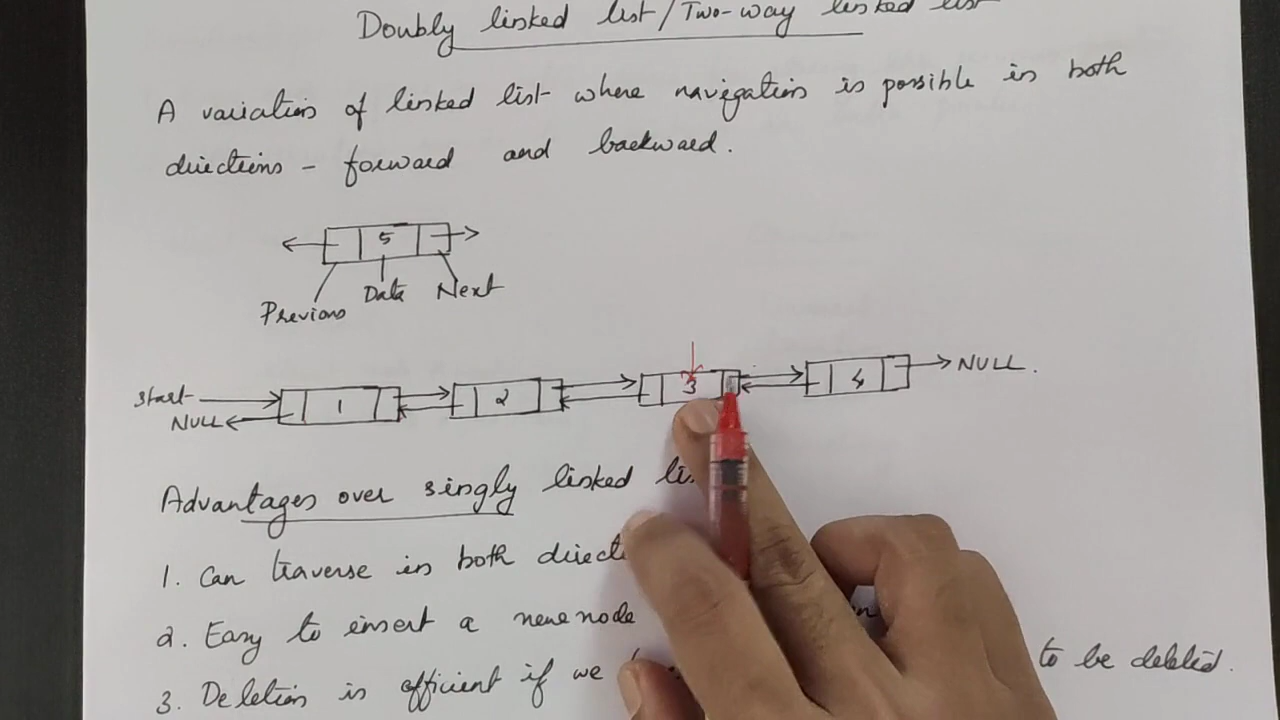 Doubly linked list/Two-way linked list
A variation of linked list where navigation is possible in both
directions - forward and backward.
5
Previous Data Next
Start 1 2 3 4 NULL.
NULL
Advantages over singly linked
1. Can traverse in both
2. Easy to insert a new node
3. Deletion is efficient if we to be deleted.